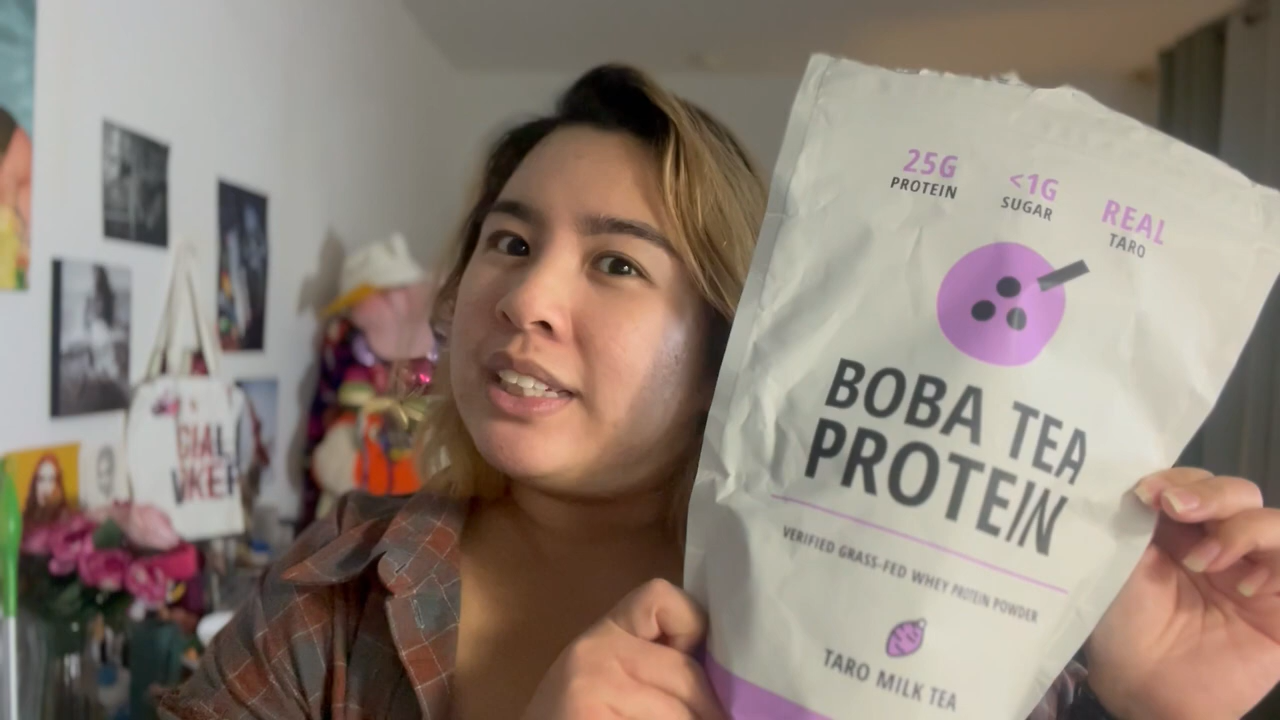 25G
PROTEIN
<1G
SUGAR
REAL
TARO
BOBA TEA
PROTEIN
VERIFIED GRASS-FED WHEY PROTEIN POWDER
TARO MILK TEA